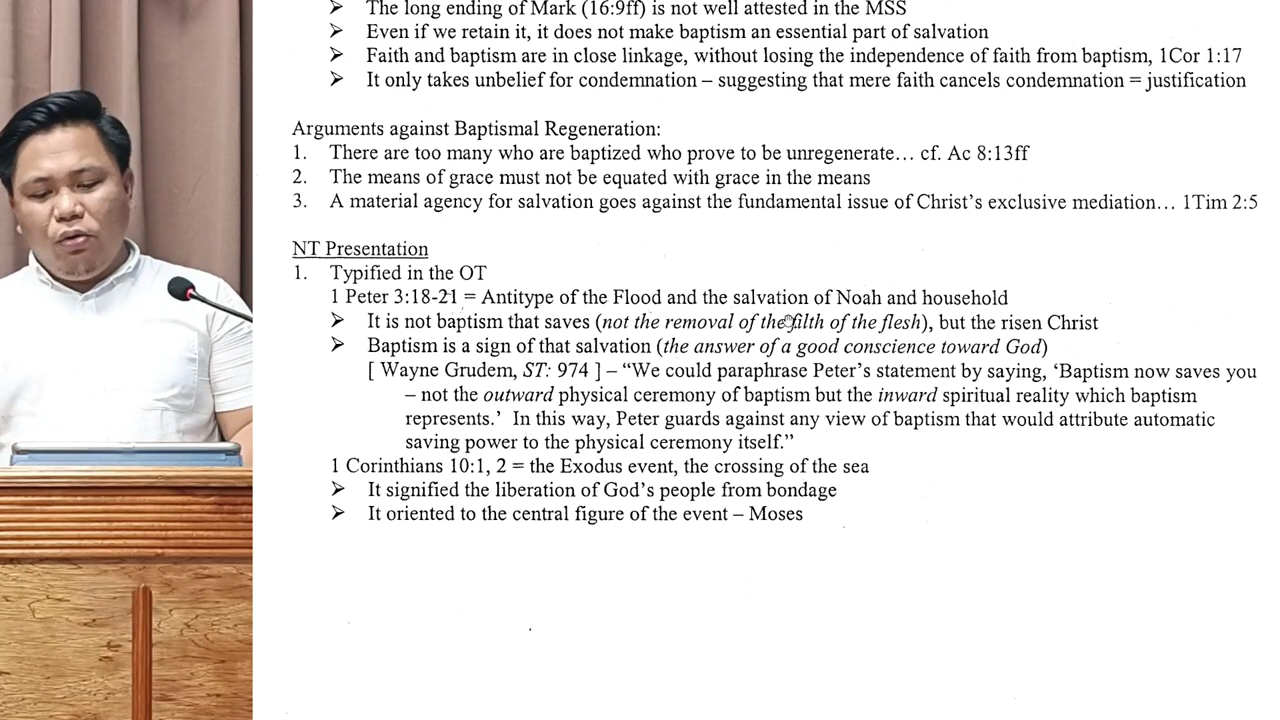 ➢ The long ending of Mark (16:9ff) is not well attested in the MSS
➢ Even if we retain it, it does not make baptism an essential part of salvation
➢ Faith and baptism are in close linkage, without losing the independence of faith from baptism, 1Cor 1:17
➢ It only takes unbelief for condemnation – suggesting that mere faith cancels condemnation = justification
Arguments against Baptismal Regeneration:
1. There are too many who are baptized who prove to be unregenerate… cf. Ac 8:13ff
2. The means of grace must not be equated with grace in the means
3. A material agency for salvation goes against the fundamental issue of Christ's exclusive mediation… 1Tim 2:5
NT Presentation
1. Typified in the OT
1 Peter 3:18-21 = Antitype of the Flood and the salvation of Noah and household
➢ It is not baptism that saves (not the removal of the filth of the flesh), but the risen Christ
➢ Baptism is a sign of that salvation (the answer of a good conscience toward God)
[ Wayne Grudem, ST: 974 ] – "We could paraphrase Peter's statement by saying, 'Baptism now saves you
– not the outward physical ceremony of baptism but the inward spiritual reality which baptism
represents.' In this way, Peter guards against any view of baptism that would attribute automatic
saving power to the physical ceremony itself."
1 Corinthians 10:1, 2 = the Exodus event, the crossing of the sea
➢ It signified the liberation of God's people from bondage
➢ It oriented to the central figure of the event – Moses